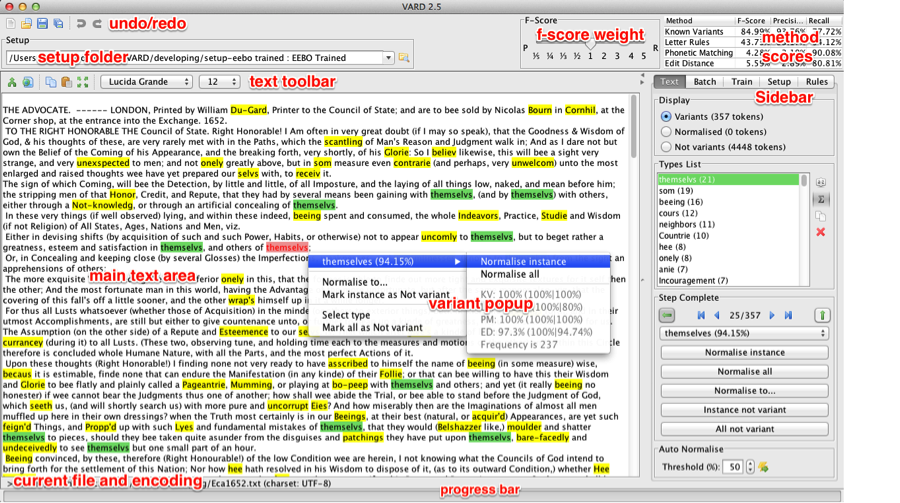 VARD 2.5
undo/redo
Setup
/Users
setup folder
/VARD/developing/setup-eebo trained : EEBO Trained
F-Score
f-score weight
P ⅕ ¼ ⅓ ½ 1 2 3 4 5 R
Method F-Score Precisi... Recall
Known Variants 84.99% 93.76% 77.72%
Letter Rules 43.7
Phonetic Matching 90.08%
Edit Distance 5.59% 81%
method
scores
Lucida Grande 12
text toolbar
Text Batch Train Setup Rules
Sidebar
THE ADVOCATE. ------ LONDON, Printed by William Du-Gard, Printer to the Council of State; and are to bee sold by Nicolas Bourn in Cornhil, at the
Corner shop, at the entrance into the Exchange. 1652.
TO THE RIGHT HONORABLE THE Council of State. Right Honorable! I Am often in very great doubt (if I may so speak), that the Goodness & Wisdom of
God, & his thoughts of these, are very rarely met with in the Paths, which the scantling of Man's Reason and Judgment walk in; And as I dare not but
own the Belief of the Coming of his Appearance, and the breaking forth, very shortly, of his Glorie: So I believ likewise, this will bee a sight very
strange, and very unexpected to men; and not onely greatly above, but in som measure even contrarie (and perhaps, very unwelcom) unto the most
enlarged and raised thoughts wee have yet prepared our selvs with, to receiv it.
The sign of which Coming, will bee the Detection, by little and little, of all Imposture, and the laying of all things low, naked, and mean before him;
the stripping men of that Honor, Credit, and Repute, that they had by several means been gaining with themselvs, (and by themselvs) with others,
either through a Not-knowledg, or through an artificial concealing of themselvs.
In these very things (if well observed) lying, and within these indeed, beeing spent and consumed, the whole Indeavors, Practice, Studie and Wisdom
(if not Religion) of All States, Ages, Nations and Men, viz.
Either in devising shifts (by acquisition of such and such Power, Habits, or otherwise) not to appear uncomly to themselvs, but to beget rather a
greatness, esteem and satisfaction in themselvs, and others of themselvs;
Or, in Concealing (by several Glosses) the Imperfection
apprehensions of others:
The more exquisite ferior onely in this, that the
other; And the most fortunate man in this world, having the Advantage
covering of this fall's off a little sooner, and the other wrap's himself up in
For thus all Lusts whatsoever (whether those of Acquisition) in the mind
utmost Accomplishments, are still but either to give countenance unto, or
The Assumption (on the other side) of a Repute and Esteemeour to our se
currancey (during it) to all Lusts. (These two, observing time and tune, and holding each to the measures and motion
therefore conclude whole Humane Nature, with all the Parts, and the most perfect Actions of it.
Upon these thoughts (Right Honorable!) I finding none not very ready to have asscribed to himself the name of beeing (in some measure) wise,
becaus it is estimable, finde none that can endure the Manifestation (in any kinde) of their Follie; or that can bee willing to have this their Wisdom
and Glorie to bee flatly and plainly called a Pageantrie, Mumming, or playing at bo-peep with themselvs and others; and yet (it really beeing no
honester) if wee cannot bear the Judgments thus one of another; how shall wee abide the Trial, or bee able to stand before the Judgment of God,
which seeth us, (and will shortly search us) with more pure and uncorrupt Eies? And how miserably then are the Imaginations of almost all men
muffled up here in their own dressings? when the Truth most certainly is in our Beeings, at their best (natural, or acquir'd) Appearances, are yet such
feign'd Things, and Propp'd up with such Lyes and fundamental mistakes of themselvs, that they would (Belshazzer like,) moulder and shatter
themselvs to pieces, should they bee taken quite asunder from the disguises and patchings they have put upon themselvs, bare-facedly and
undeceivedly to see themselvs but one small part of an hour.
Beeing convinced, by these, therefore (Right Honorable!) of the low Condition wee are herein, I not knowing what the Councils of God intend to
bring forth for the settlement of this Nation; Nor how hee hath resolved in his Wisdom to dispose of it, (as to its outward Condition,) whether Hee
main text area
themselves (94.15%)
Normalise to...
Mark instance as Not variant
Select type
Mark all as Not variant
Normalise instance
Normalise all
KV: 100% (100%|100%)
|80%)
PM: 100% (100%|100%)
ED: 97.3% (100%|94.74%)
Frequency is 237
variant popup
Display
Variants (357 tokens)
Normalised (0 tokens)
Not variants (4448 tokens)
Types List
themselvs (21)
som (19)
beeing (16)
cours (12)
neighbors (11)
Countrie (10)
hee (8)
onely (8)
anie (7)
Incouragement (7)
Step Complete
25/357
themselves (94.15%)
Normalise instance
Normalise all
Normalise to...
Instance not variant
All not variant
Auto Normalise
Threshold (%): 50
current file and encoding
g/Eca1652.txt (charset: UTF-8)
progress bar